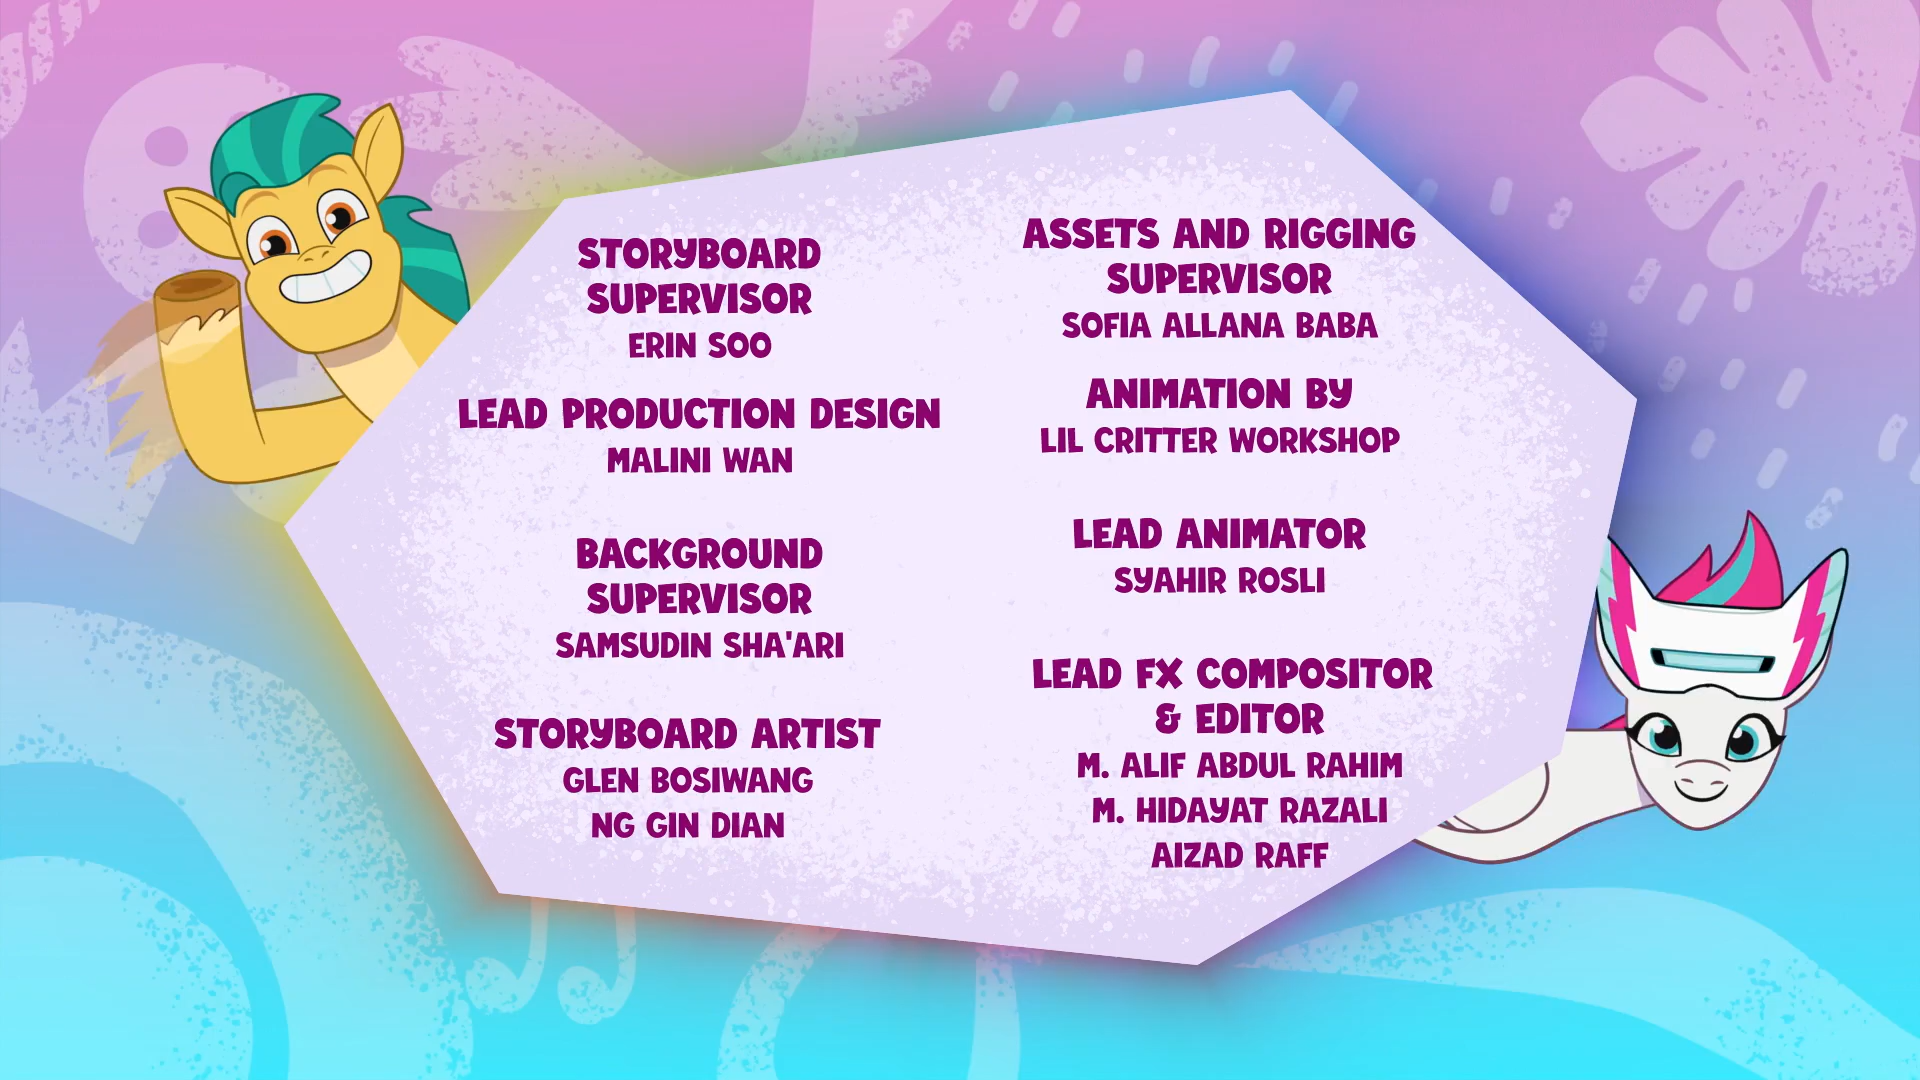 STORYBOARD
SUPERVISOR
ERIN SOO
LEAD PRODUCTION DESIGN
MALINI WAN
BACKGROUND
SUPERVISOR
SAMSUDIN SHA'ARI
STORYBOARD ARTIST
GLEN BOSIWANG
NG GIN DIAN
ASSETS AND RIGGING
SUPERVISOR
SOFIA ALLANA BABA
ANIMATION BY
LIL CRITTER WORKSHOP
LEAD ANIMATOR
SYAHIR ROSLI
LEAD FX COMPOSITOR
& EDITOR
M. ALIF ABDUL RAHIM
M. HIDAYAT RAZALI
AIZAD RAFF